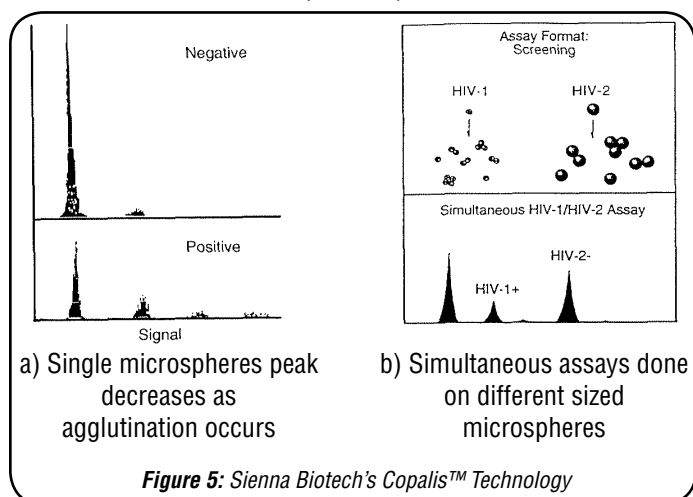 Negative
Positive
Signal
a) Single microspheres peak
decreases as
agglutination occurs
Assay Format:
Screening
HIV-1
HIV-2
Simultaneous HIV-1/HIV-2 Assay
HIV-1+
HIV-2-
b) Simultaneous assays done
on different sized
microspheres
Figure 5: Sienna Biotech's Copalis™ Technology